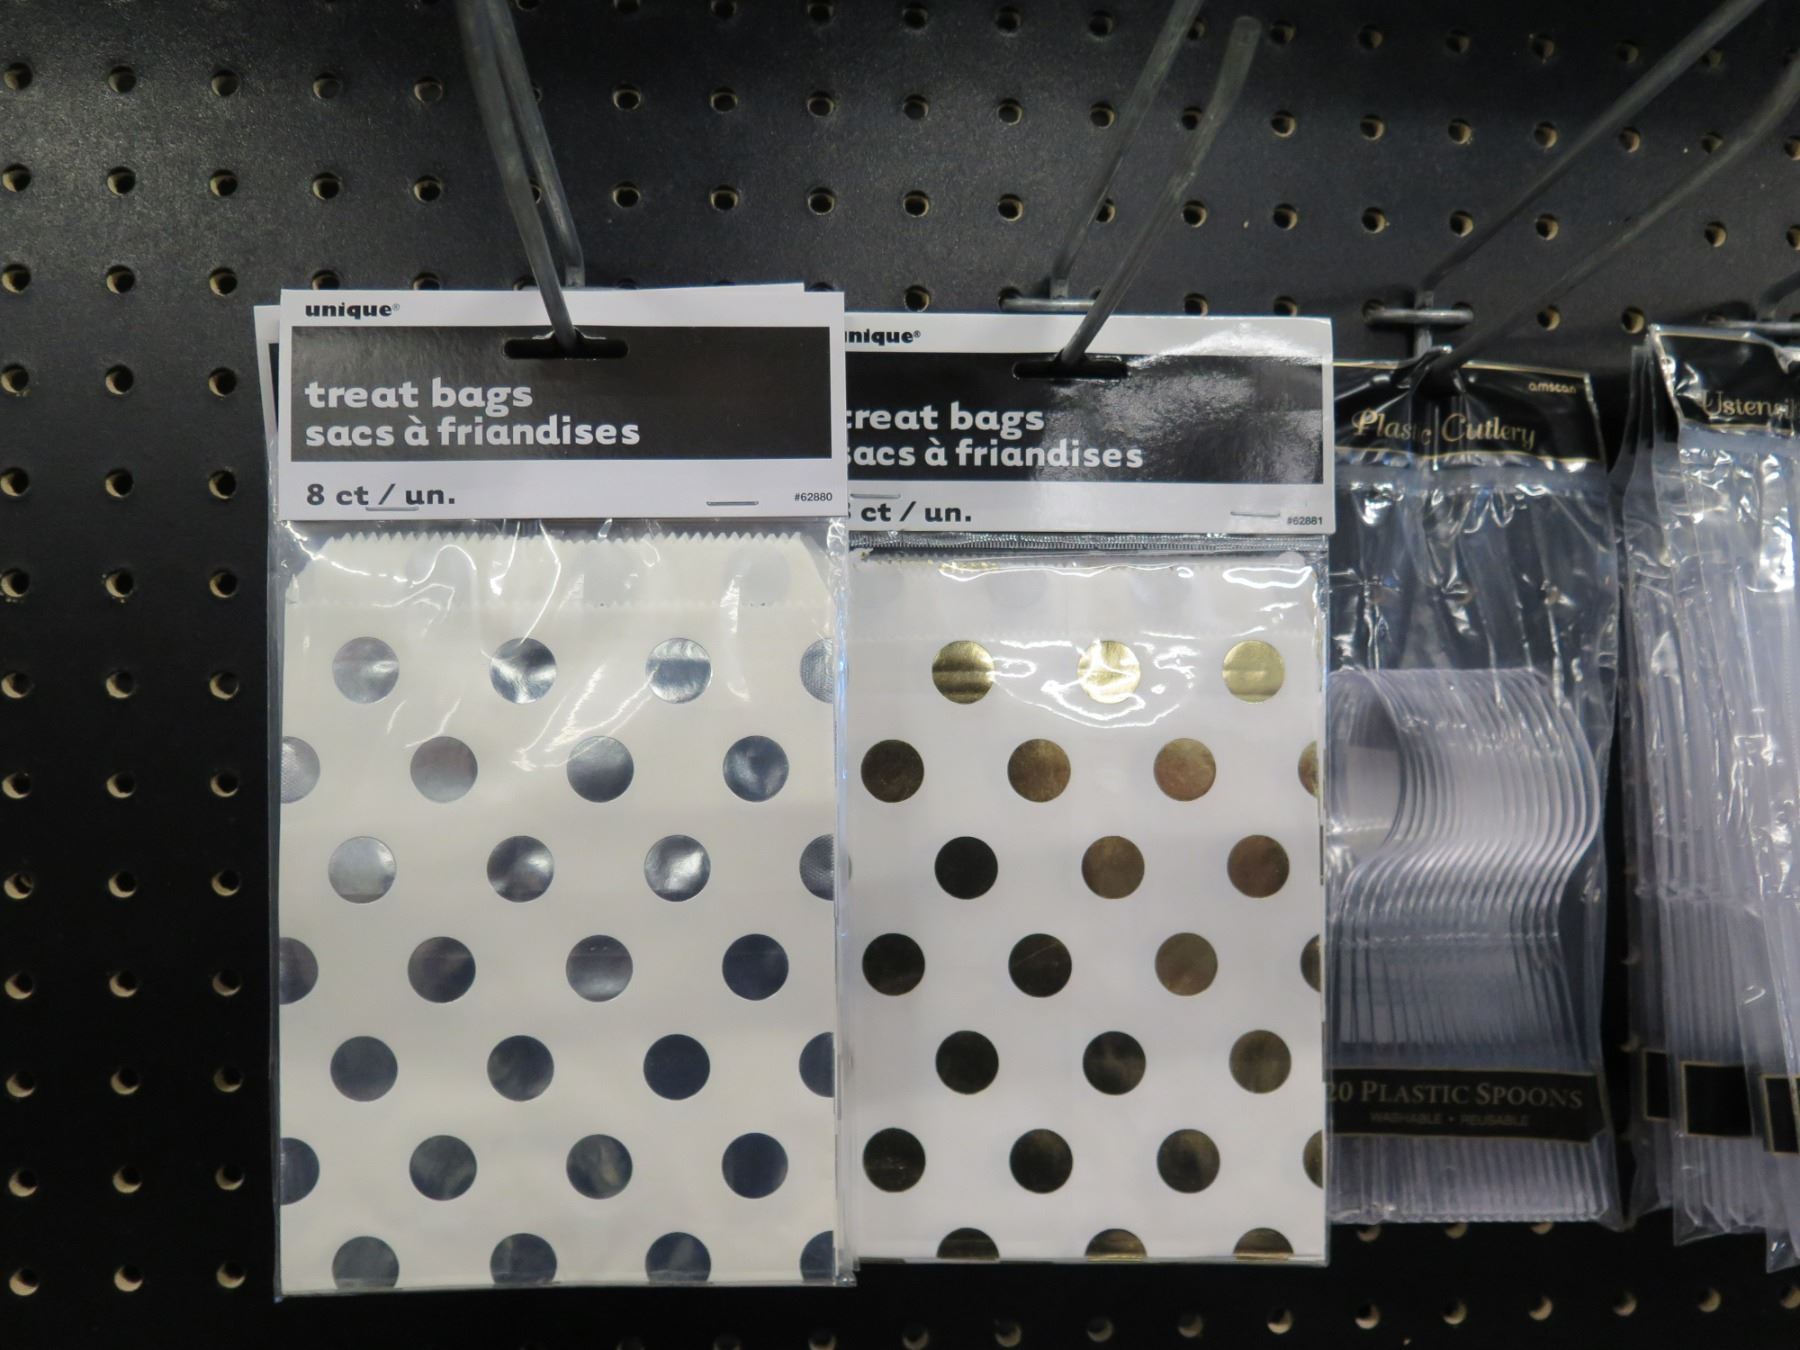 unique®
treat bags
sacs à friandises
8 ct / un.
#62880
unique®
treat bags
sacs à friandises
8 ct / un.
#62881
amscan
Plastic Cutlery
20 PLASTIC SPOONS
WASHABLE • REUSABLE